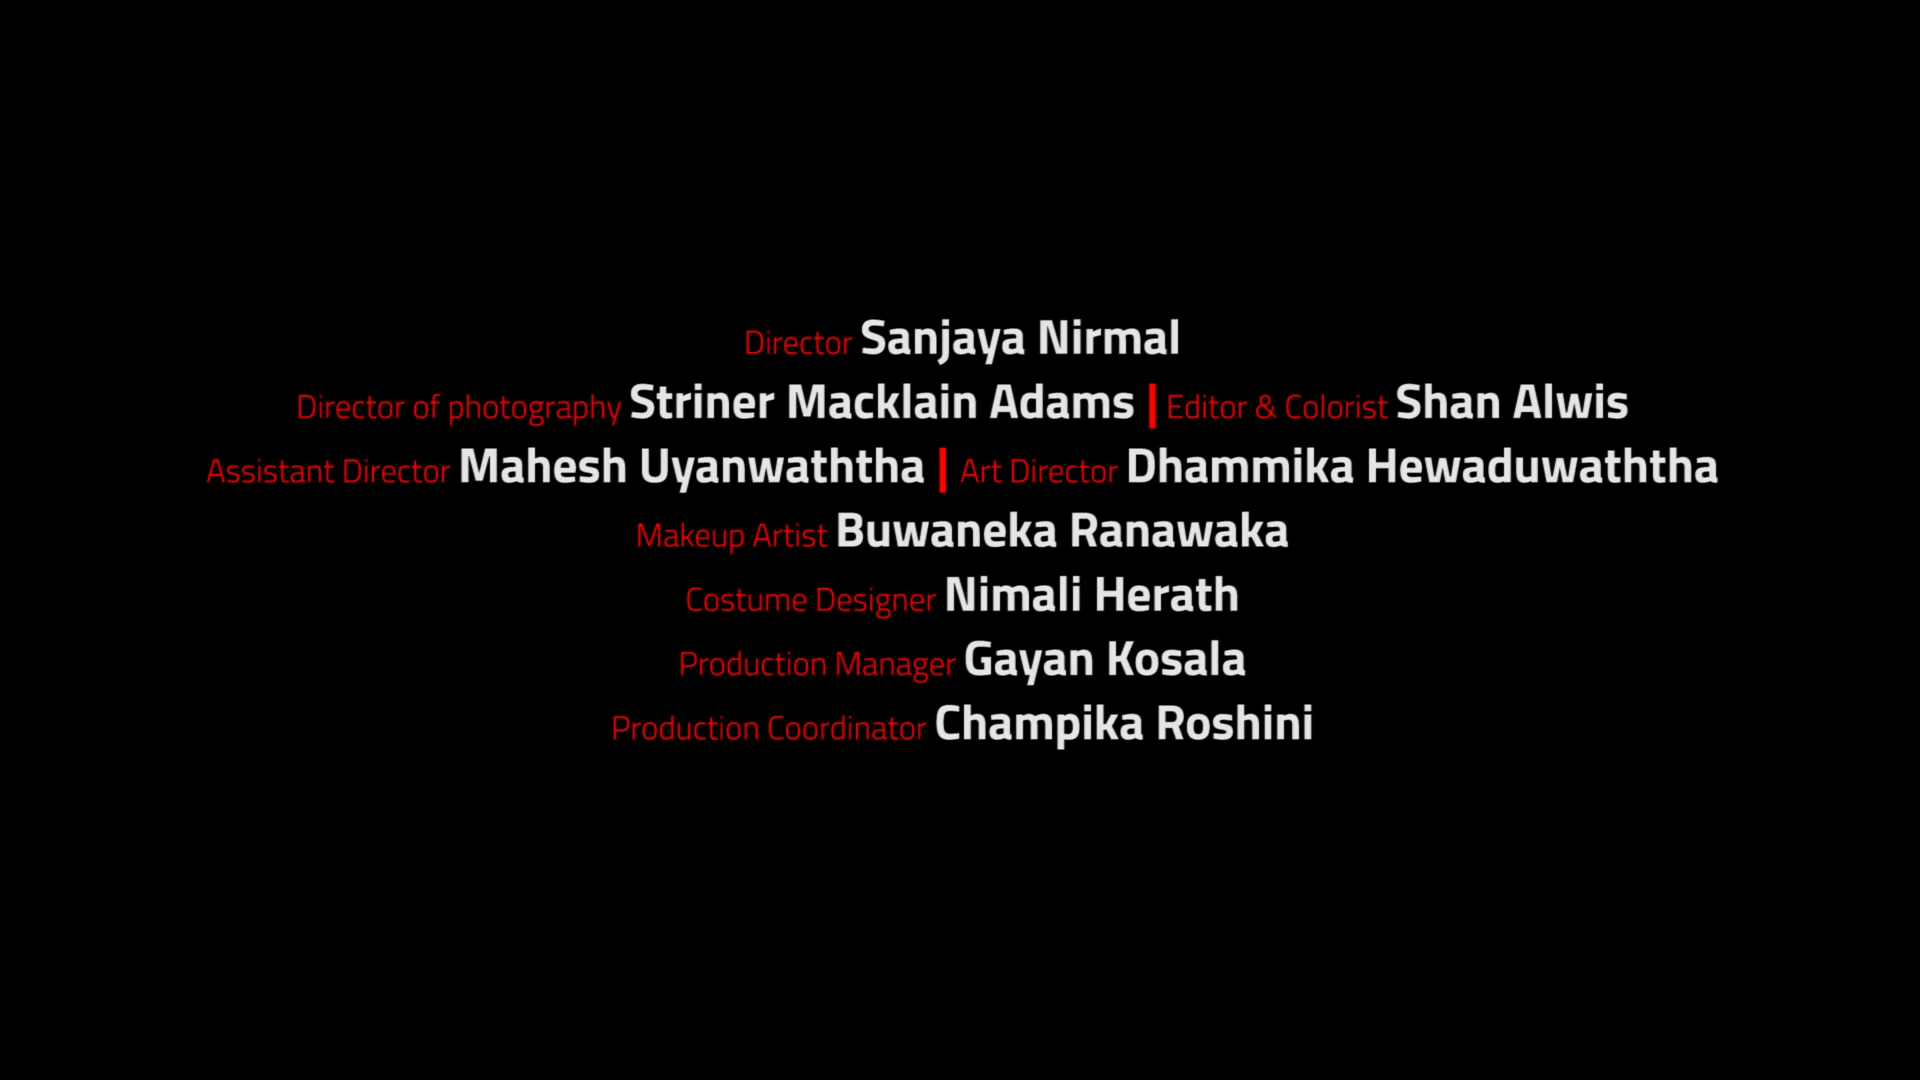 Director Sanjaya Nirmal
Director of photography Striner Macklain Adams | Editor & Colorist Shan Alwis
Assistant Director Mahesh Uyanwaththa | Art Director Dhammika Hewaduwaththa
Makeup Artist Buwaneka Ranawaka
Costume Designer Nimali Herath
Production Manager Gayan Kosala
Production Coordinator Champika Roshini